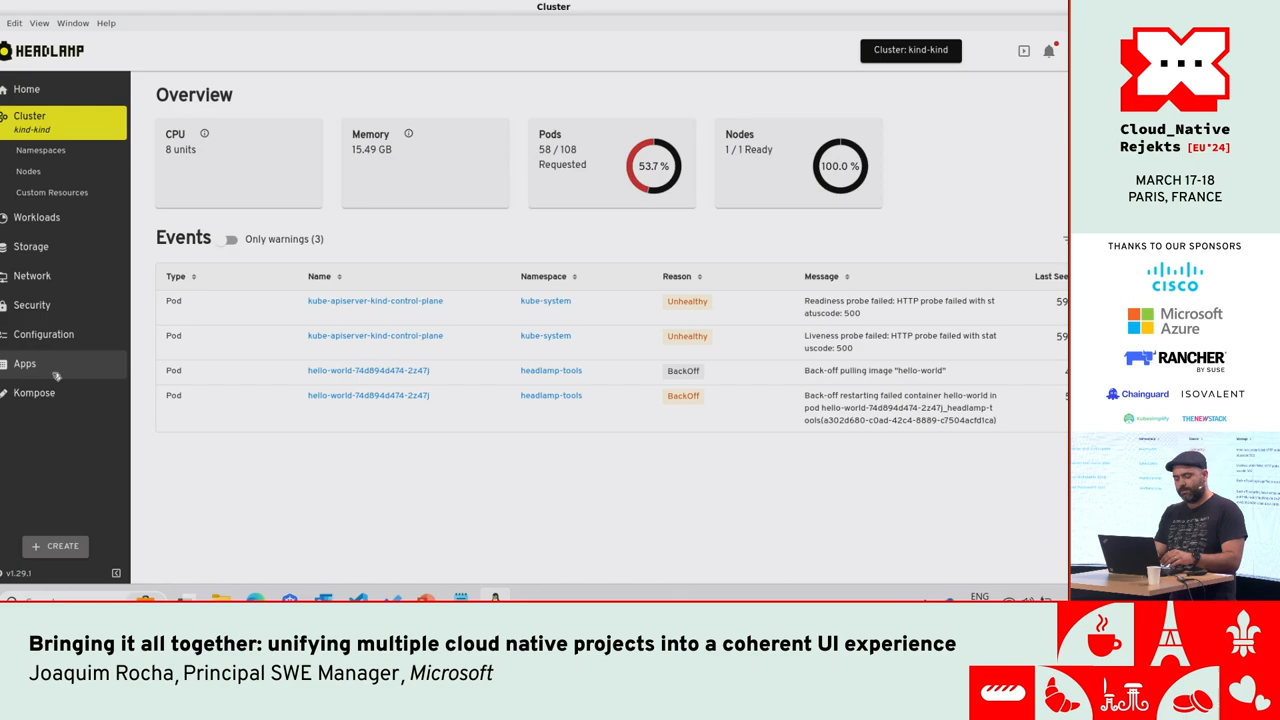 Cluster
Edit View Window Help
HEADLAMP
Cluster: kind-kind
Home
Cluster
kind-kind
Namespaces
Nodes
Custom Resources
Workloads
Storage
Network
Security
Configuration
Apps
Kompose
+ CREATE
v1.29.1
Overview
CPU
8 units
Memory
15.49 GB
Pods
58 / 108
Requested
53.7 %
Nodes
1 / 1 Ready
100.0 %
Events
Only warnings (3)
Type Name Namespace Reason Message Last See
Pod kube-apiserver-kind-control-plane kube-system Unhealthy Readiness probe failed: HTTP probe failed with st
atuscode: 500
59
Pod kube-apiserver-kind-control-plane kube-system Unhealthy Liveness probe failed: HTTP probe failed with stat
uscode: 500
59
Pod hello-world-74d894d474-2z47j headlamp-tools BackOff Back-off pulling image "hello-world"
Pod hello-world-74d894d474-2z47j headlamp-tools BackOff Back-off restarting failed container hello-world in
pod hello-world-74d894d474-2z47j_headlamp-t
ools(a302d680-c0ad-42c4-8889-c7504acfd1ca)
ENG
Cloud_Native
Rejekts [EU°24]
MARCH 17-18
PARIS, FRANCE
THANKS TO OUR SPONSORS
CISCO
Microsoft
Azure
RANCHER
BY SUSE
Chainguard ISOVALENT
kubesimplify THENEWSTACK
Bringing it all together: unifying multiple cloud native projects into a coherent UI experience
Joaquim Rocha, Principal SWE Manager, Microsoft